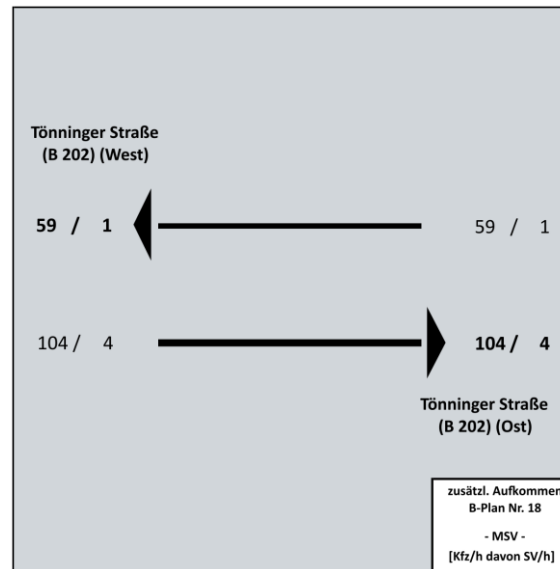 Tönninger Straße
(B 202) (West)
59 / 1 59 / 1
104 / 4 104 / 4
Tönninger Straße
(B 202) (Ost)
zusätzl. Aufkommen
B-Plan Nr. 18
- MSV -
[Kfz/h davon SV/h]